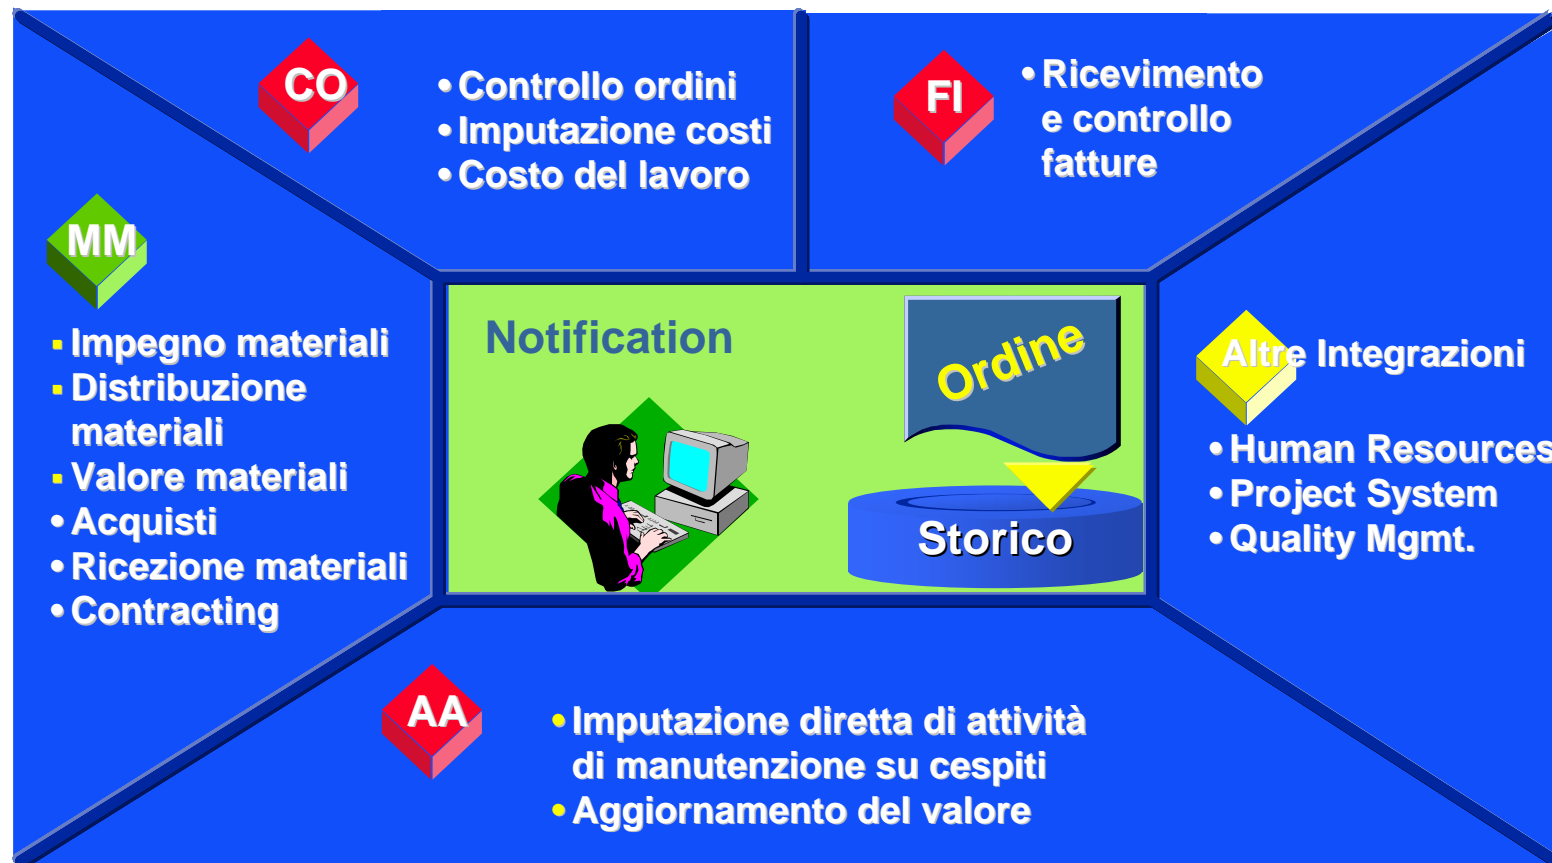 CO
• Controllo ordini
• Imputazione costi
• Costo del lavoro
FI
• Ricevimento
e controllo
fatture
MM
▪ Impegno materiali
▪ Distribuzione
materiali
▪ Valore materiali
• Acquisti
• Ricezione materiali
• Contracting
Notification
Ordine
Storico
Altre Integrazioni
• Human Resources
• Project System
• Quality Mgmt.
AA
• Imputazione diretta di attività
di manutenzione su cespiti
• Aggiornamento del valore